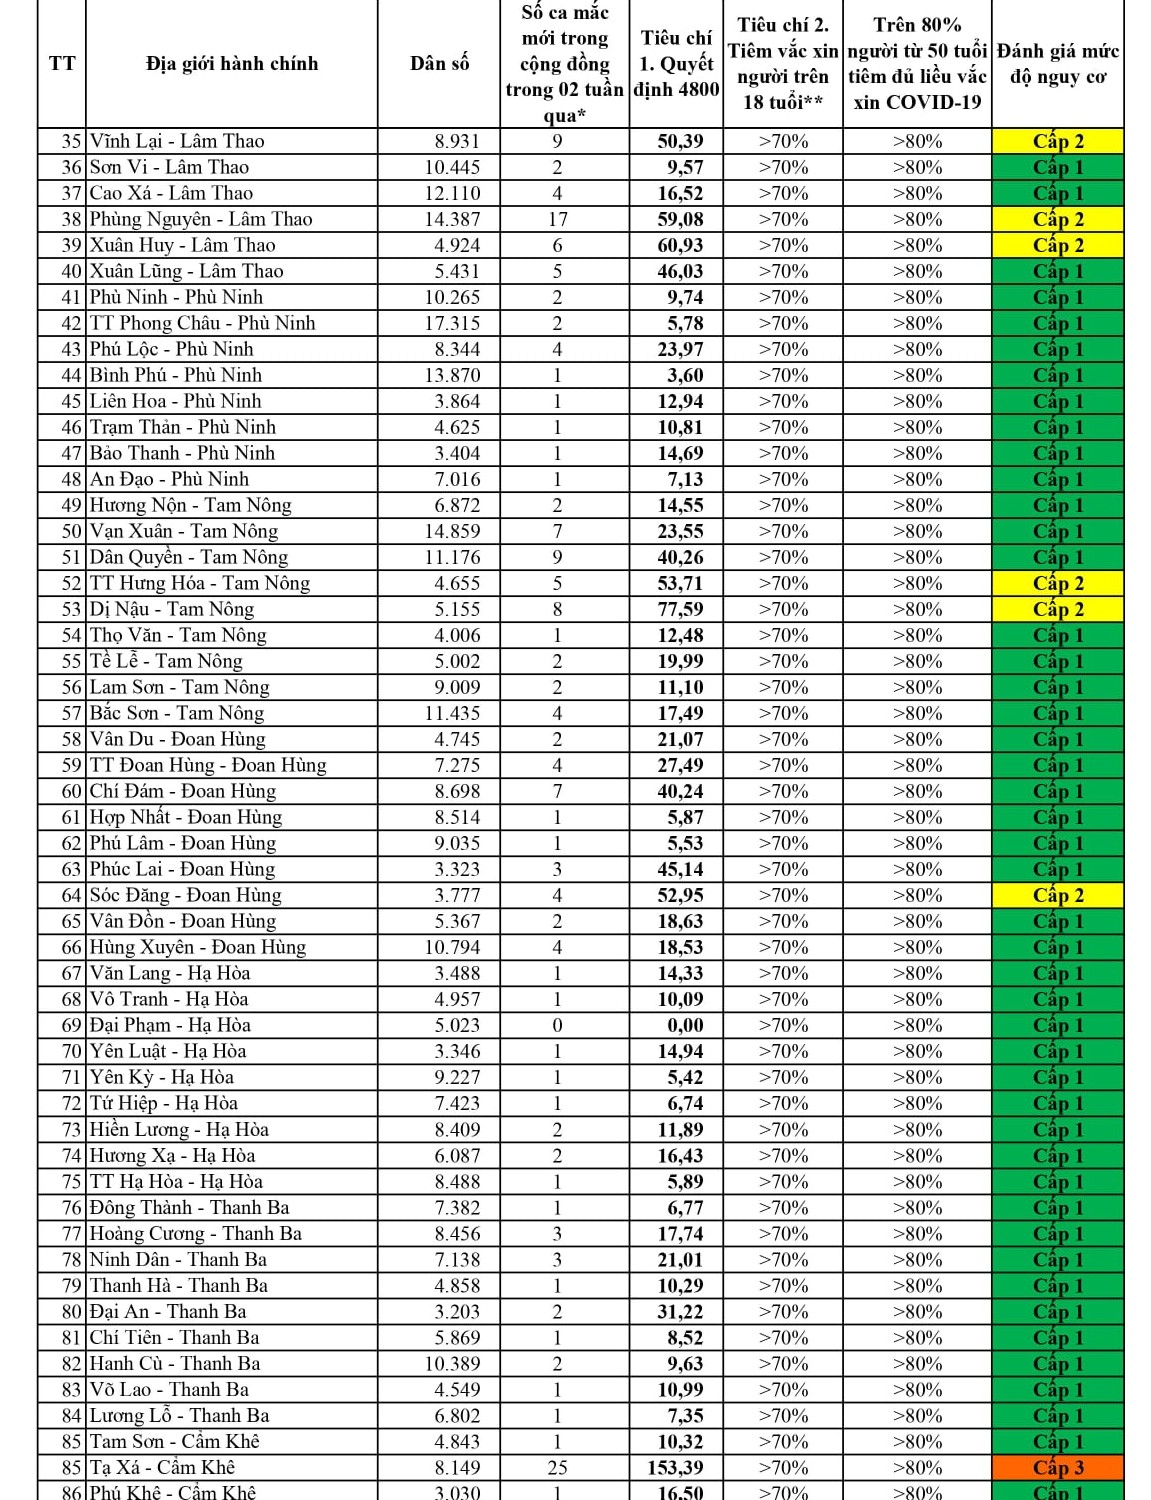 TT Địa giới hành chính Dân số Số ca mắc mới trong cộng đồng trong 02 tuần qua* Tiêu chí 1. Quyết định 4800 Tiêu chí 2. Tiêm vắc xin người trên 18 tuổi** Trên 80% người từ 50 tuổi tiêm đủ liều vắc xin COVID-19 Đánh giá mức độ nguy cơ
35 Vĩnh Lại - Lâm Thao 8.931 9 50,39 >70% >80% Cấp 2
36 Sơn Vi - Lâm Thao 10.445 2 9,57 >70% >80% Cấp 1
37 Cao Xá - Lâm Thao 12.110 4 16,52 >70% >80% Cấp 1
38 Phùng Nguyên - Lâm Thao 14.387 17 59,08 >70% >80% Cấp 2
39 Xuân Huy - Lâm Thao 4.924 6 60,93 >70% >80% Cấp 2
40 Xuân Lũng - Lâm Thao 5.431 5 46,03 >70% >80% Cấp 1
41 Phù Ninh - Phù Ninh 10.265 2 9,74 >70% >80% Cấp 1
42 TT Phong Châu - Phù Ninh 17.315 2 5,78 >70% >80% Cấp 1
43 Phú Lộc - Phù Ninh 8.344 4 23,97 >70% >80% Cấp 1
44 Bình Phú - Phù Ninh 13.870 1 3,60 >70% >80% Cấp 1
45 Liên Hoa - Phù Ninh 3.864 1 12,94 >70% >80% Cấp 1
46 Trạm Thản - Phù Ninh 4.625 1 10,81 >70% >80% Cấp 1
47 Bảo Thanh - Phù Ninh 3.404 1 14,69 >70% >80% Cấp 1
48 An Đạo - Phù Ninh 7.016 1 7,13 >70% >80% Cấp 1
49 Hương Nộn - Tam Nông 6.872 2 14,55 >70% >80% Cấp 1
50 Vạn Xuân - Tam Nông 14.859 7 23,55 >70% >80% Cấp 1
51 Dân Quyền - Tam Nông 11.176 9 40,26 >70% >80% Cấp 1
52 TT Hưng Hóa - Tam Nông 4.655 5 53,71 >70% >80% Cấp 2
53 Dị Nậu - Tam Nông 5.155 8 77,59 >70% >80% Cấp 2
54 Thọ Văn - Tam Nông 4.006 1 12,48 >70% >80% Cấp 1
55 Tề Lễ - Tam Nông 5.002 2 19,99 >70% >80% Cấp 1
56 Lam Sơn - Tam Nông 9.009 2 11,10 >70% >80% Cấp 1
57 Bắc Sơn - Tam Nông 11.435 4 17,49 >70% >80% Cấp 1
58 Vân Du - Đoan Hùng 4.745 2 21,07 >70% >80% Cấp 1
59 TT Đoan Hùng - Đoan Hùng 7.275 4 27,49 >70% >80% Cấp 1
60 Chí Đám - Đoan Hùng 8.698 7 40,24 >70% >80% Cấp 1
61 Hợp Nhất - Đoan Hùng 8.514 1 5,87 >70% >80% Cấp 1
62 Phú Lâm - Đoan Hùng 9.035 1 5,53 >70% >80% Cấp 1
63 Phúc Lai - Đoan Hùng 3.323 3 45,14 >70% >80% Cấp 1
64 Sóc Đăng - Đoan Hùng 3.777 4 52,95 >70% >80% Cấp 2
65 Vân Đồn - Đoan Hùng 5.367 2 18,63 >70% >80% Cấp 1
66 Hùng Xuyên - Đoan Hùng 10.794 4 18,53 >70% >80% Cấp 1
67 Văn Lang - Hạ Hòa 3.488 1 14,33 >70% >80% Cấp 1
68 Vô Tranh - Hạ Hòa 4.957 1 10,09 >70% >80% Cấp 1
69 Đại Phạm - Hạ Hòa 5.023 0 0,00 >70% >80% Cấp 1
70 Yên Luật - Hạ Hòa 3.346 1 14,94 >70% >80% Cấp 1
71 Yên Kỳ - Hạ Hòa 9.227 1 5,42 >70% >80% Cấp 1
72 Tứ Hiệp - Hạ Hòa 7.423 1 6,74 >70% >80% Cấp 1
73 Hiền Lương - Hạ Hòa 8.409 2 11,89 >70% >80% Cấp 1
74 Hương Xạ - Hạ Hòa 6.087 2 16,43 >70% >80% Cấp 1
75 TT Hạ Hòa - Hạ Hòa 8.488 1 5,89 >70% >80% Cấp 1
76 Đông Thành - Thanh Ba 7.382 1 6,77 >70% >80% Cấp 1
77 Hoàng Cương - Thanh Ba 8.456 3 17,74 >70% >80% Cấp 1
78 Ninh Dân - Thanh Ba 7.138 3 21,01 >70% >80% Cấp 1
79 Thanh Hà - Thanh Ba 4.858 1 10,29 >70% >80% Cấp 1
80 Đại An - Thanh Ba 3.203 2 31,22 >70% >80% Cấp 1
81 Chí Tiên - Thanh Ba 5.869 1 8,52 >70% >80% Cấp 1
82 Hanh Cù - Thanh Ba 10.389 2 9,63 >70% >80% Cấp 1
83 Võ Lao - Thanh Ba 4.549 1 10,99 >70% >80% Cấp 1
84 Lương Lỗ - Thanh Ba 6.802 1 7,35 >70% >80% Cấp 1
85 Tam Sơn - Cẩm Khê 4.843 1 10,32 >70% >80% Cấp 1
85 Tạ Xá - Cẩm Khê 8.149 25 153,39 >70% >80% Cấp 3
86 Phú Khê - Cẩm Khê 3.030 1 16,50 >70% >80% Cấp 1